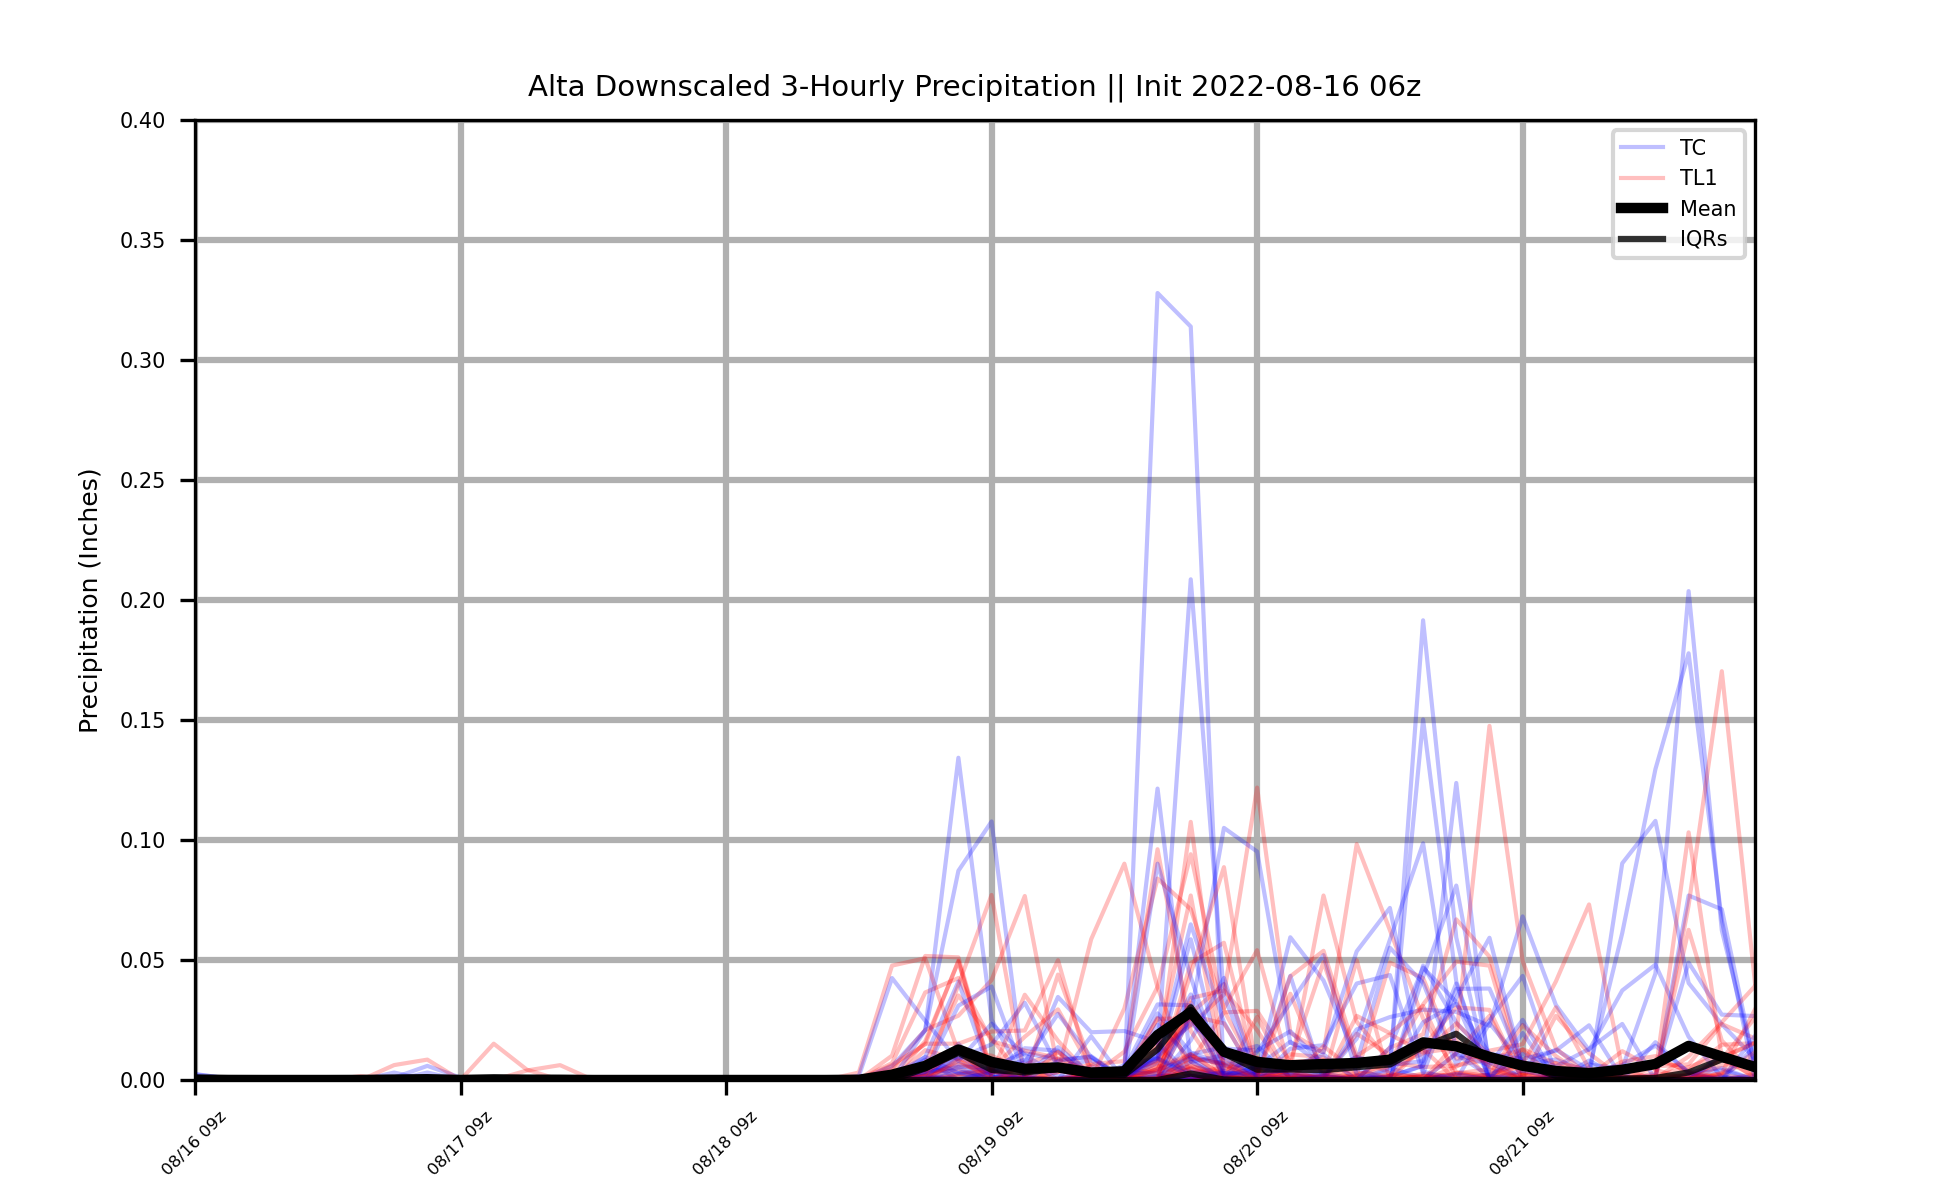 Alta Downscaled 3-Hourly Precipitation || Init 2022-08-16 06z
TC
TL1
Mean
IQRs
Precipitation (Inches)
0.40
0.35
0.30
0.25
0.20
0.15
0.10
0.05
0.00
08/16 09z
08/17 09z
08/18 09z
08/19 09z
08/20 09z
08/21 09z